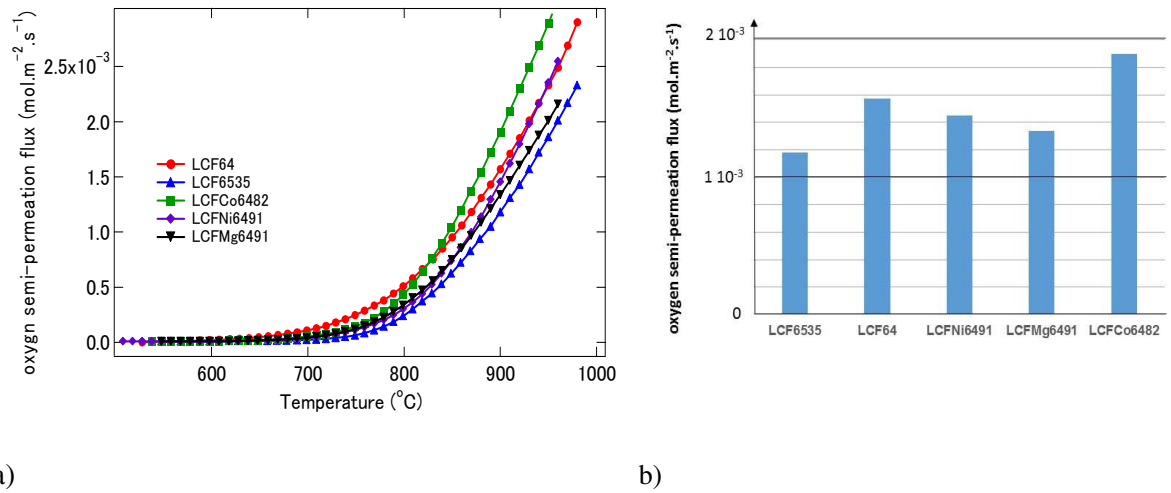 oxygn semi-permeation flux (mol.m⁻².s⁻¹)
2.5x10⁻³
2.0
1.5
1.0
0.5
0.0
LCF64
LCF6535
LCFCo6482
LCFNi6491
LCFMg6491
600
700
800
900
1000
Temperature (°C)
a)
oxygen semi-permeation flux (mol.m⁻².s⁻¹)
2 10⁻³
1 10⁻³
0
LCF6535
LCF64
LCFNi6491
LCFMg6491
LCFCo6482
b)